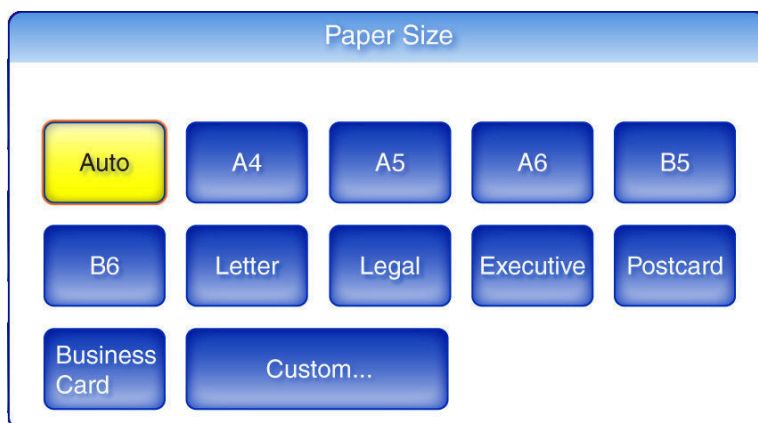 Paper Size
Auto
A4
A5
A6
B5
B6
Letter
Legal
Executive
Postcard
Business
Card
Custom...